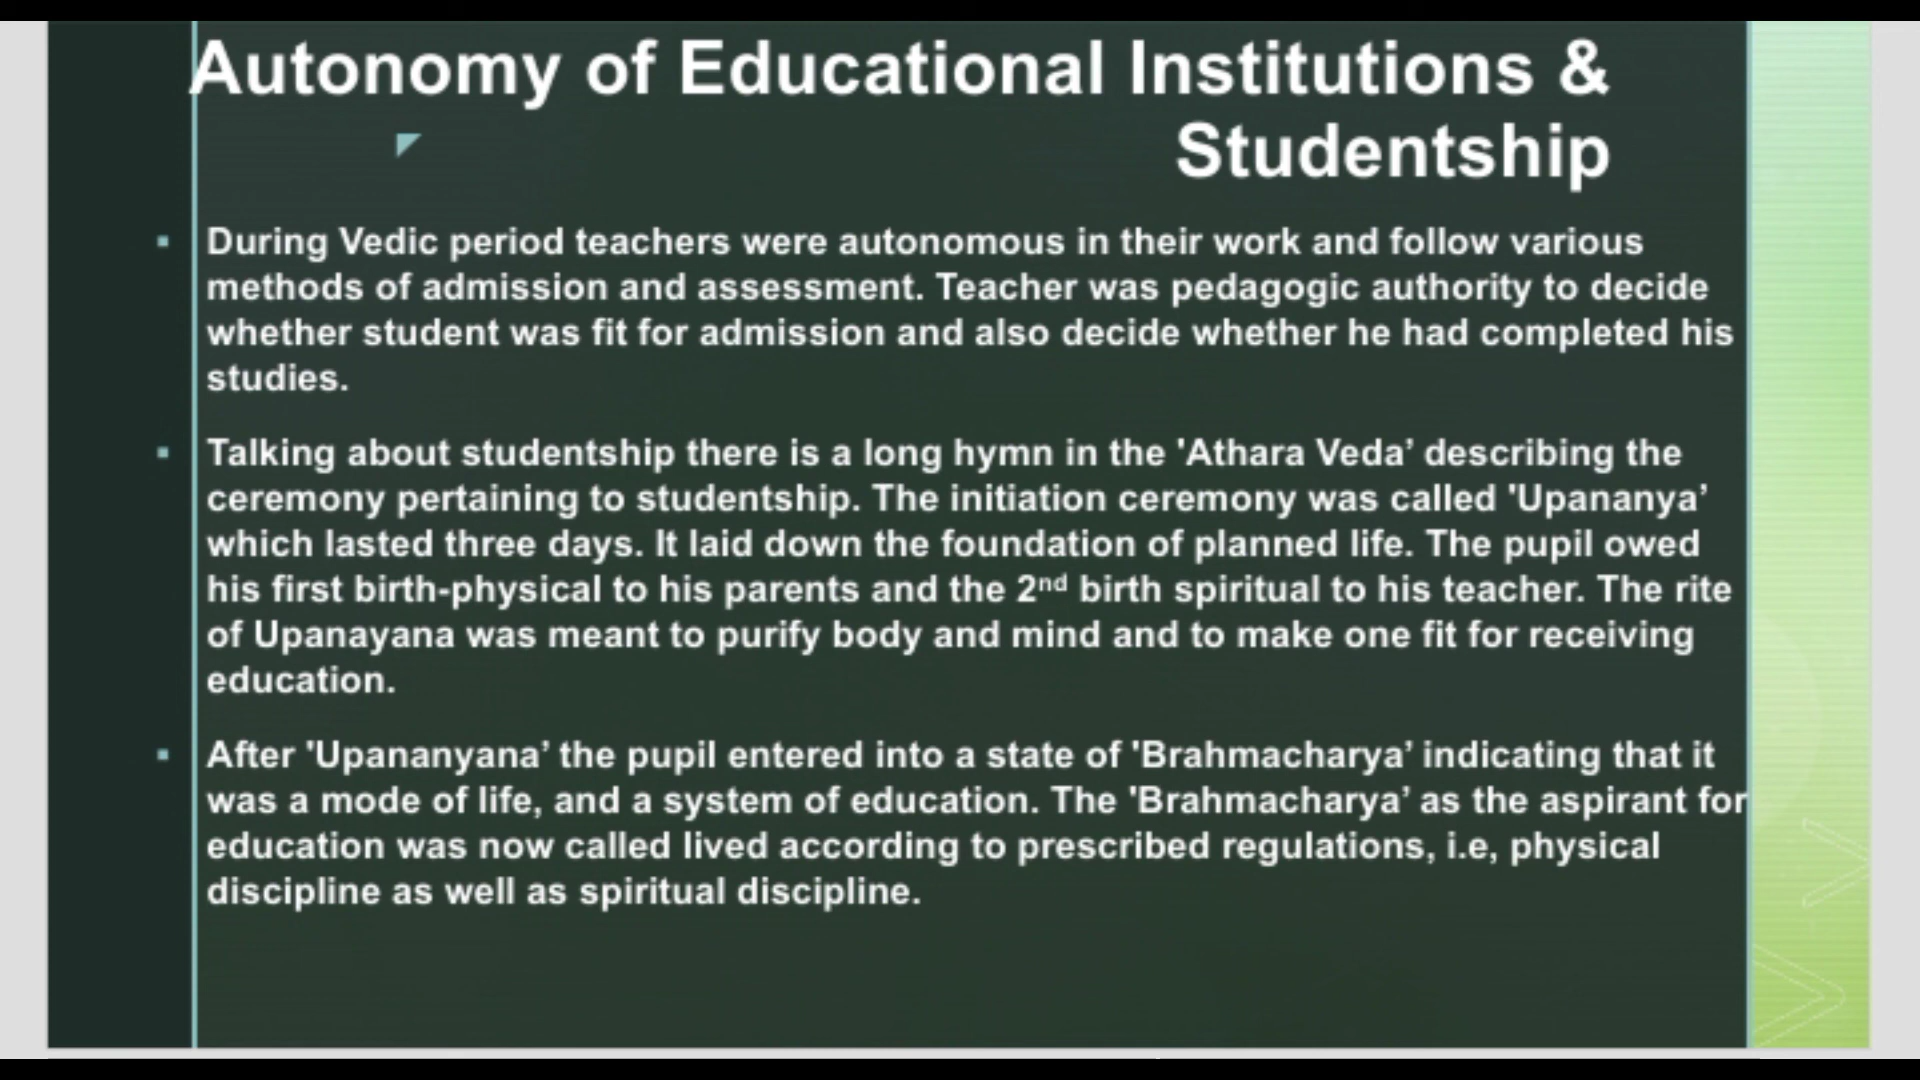 Autonomy of Educational Institutions &
Studentship
During Vedic period teachers were autonomous in their work and follow various
methods of admission and assessment. Teacher was pedagogic authority to decide
whether student was fit for admission and also decide whether he had completed his
studies.
Talking about studentship there is a long hymn in the 'Athara Veda’ describing the
ceremony pertaining to studentship. The initiation ceremony was called 'Upananya’
which lasted three days. It laid down the foundation of planned life. The pupil owed
his first birth-physical to his parents and the 2nd birth spiritual to his teacher. The rite
of Upanayana was meant to purify body and mind and to make one fit for receiving
education.
After 'Upananyana’ the pupil entered into a state of 'Brahmacharya’ indicating that it
was a mode of life, and a system of education. The 'Brahmacharya’ as the aspirant for
education was now called lived according to prescribed regulations, i.e, physical
discipline as well as spiritual discipline.